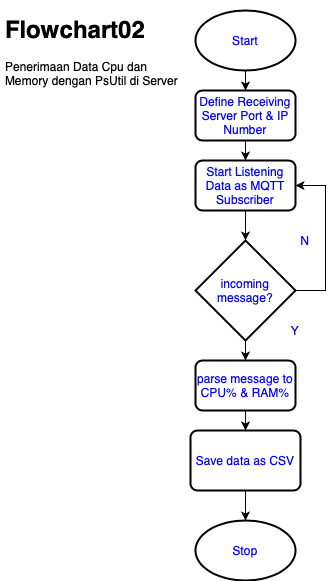 Flowchart02
Penerimaan Data Cpu dan
Memory dengan PsUtil di Server
Start
Define Receiving
Server Port & IP
Number
Start Listening
Data as MQTT
Subscriber
N
incoming
message?
Y
parse message to
CPU% & RAM%
Save data as CSV
Stop